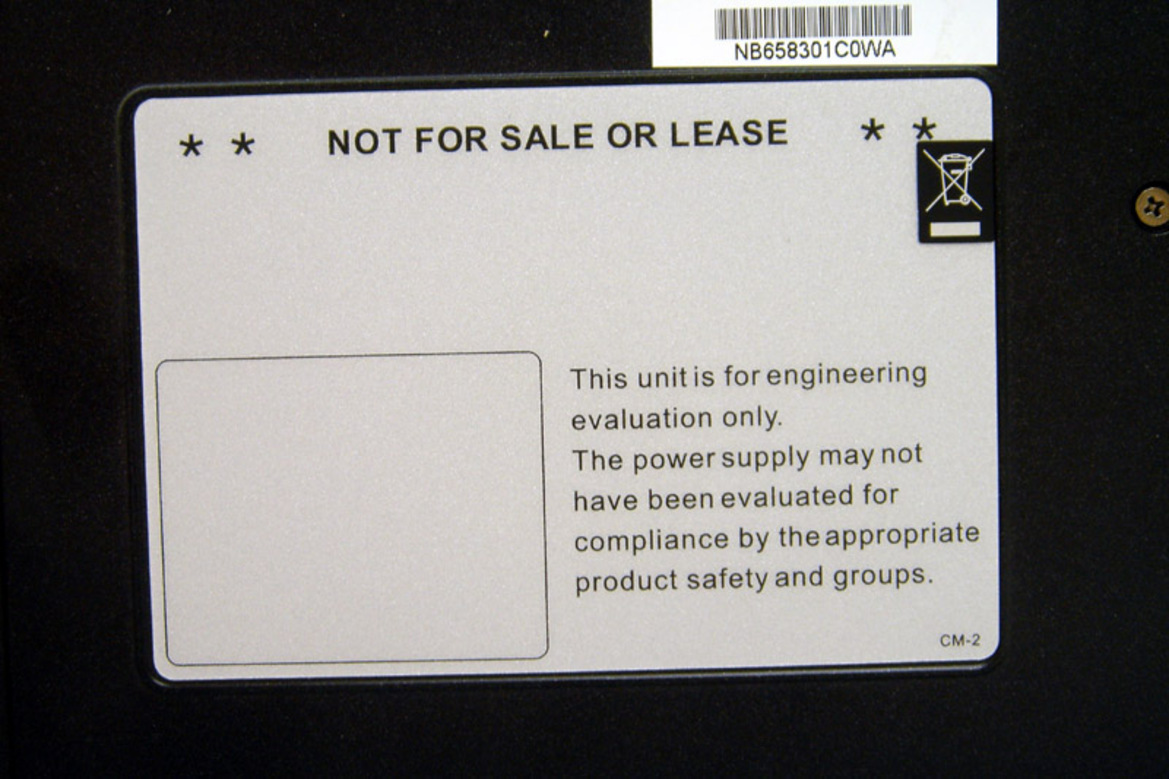 NB658301C0WA
* * NOT FOR SALE OR LEASE * *
This unit is for engineering
evaluation only.
The power supply may not
have been evaluated for
compliance by the appropriate
product safety and groups.
CM-2